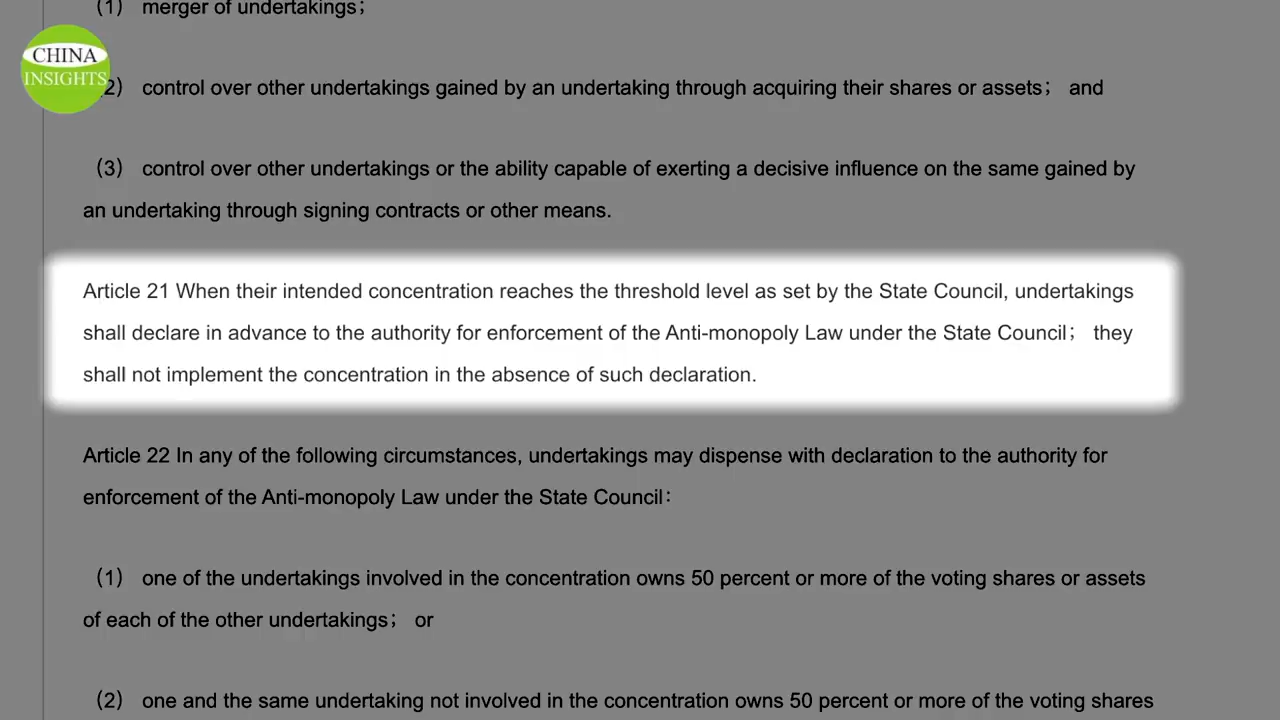 (1) merger of undertakings;
CHINA
INSIGHTS
2) control over other undertakings gained by an undertaking through acquiring their shares or assets; and
(3) control over other undertakings or the ability capable of exerting a decisive influence on the same gained by
an undertaking through signing contracts or other means.
Article 21 When their intended concentration reaches the threshold level as set by the State Council, undertakings
shall declare in advance to the authority for enforcement of the Anti-monopoly Law under the State Council; they
shall not implement the concentration in the absence of such declaration.
Article 22 In any of the following circumstances, undertakings may dispense with declaration to the authority for
enforcement of the Anti-monopoly Law under the State Council:
(1) one of the undertakings involved in the concentration owns 50 percent or more of the voting shares or assets
of each of the other undertakings; or
(2) one and the same undertaking not involved in the concentration owns 50 percent or more of the voting shares